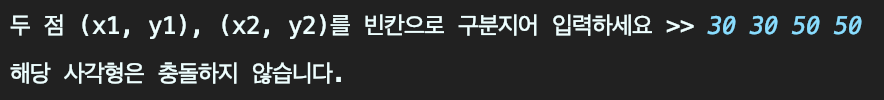 두 점 (x1, y1), (x2, y2)를 빈칸으로 구분지어 입력하세요 >> 30 30 50 50
해당 사각형은 충돌하지 않습니다.